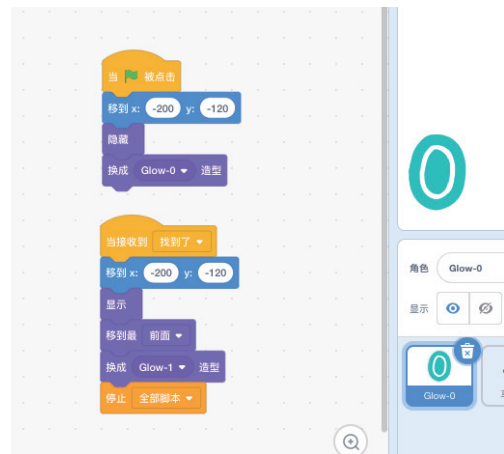 当 被点击
移到 x: -200 y: -120
隐藏
换成 Glow-0 造型
当接收到 找到了
移到 x: -200 y: -120
显示
移到最 前面
换成 Glow-1 造型
停止 全部脚本
0
角色 Glow-0
显示
0
Glow-0